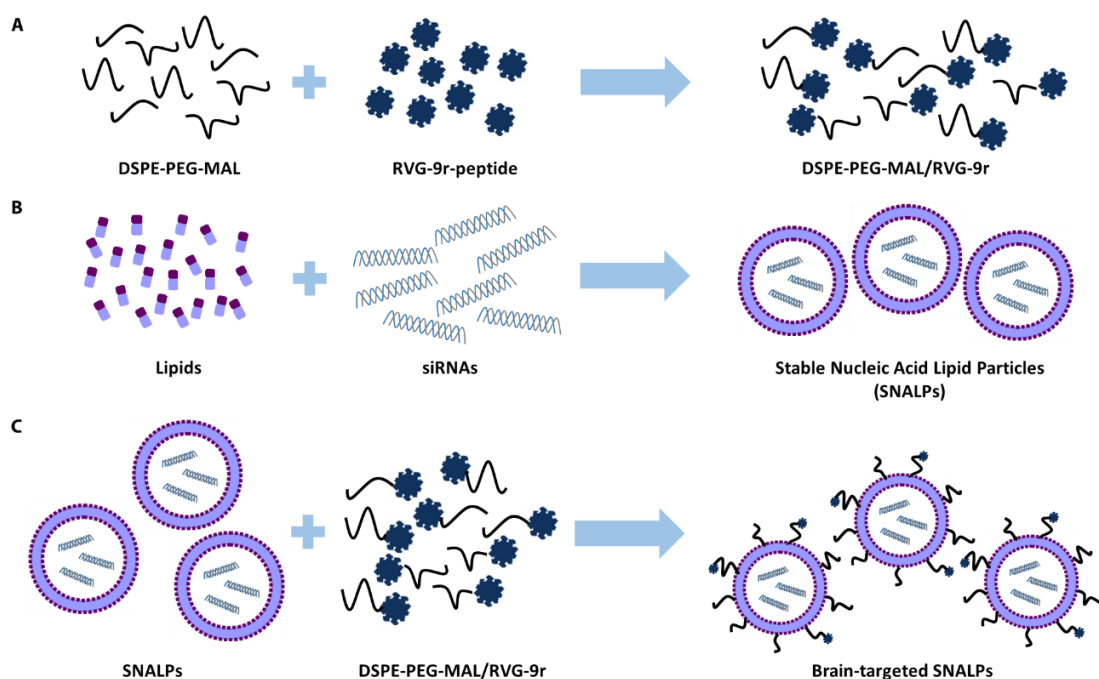 A
DSPE-PEG-MAL
RVG-9r-peptide
DSPE-PEG-MAL/RVG-9r
B
Lipids
siRNAs
Stable Nucleic Acid Lipid Particles
(SNALPs)
C
SNALPs
DSPE-PEG-MAL/RVG-9r
Brain-targeted SNALPs